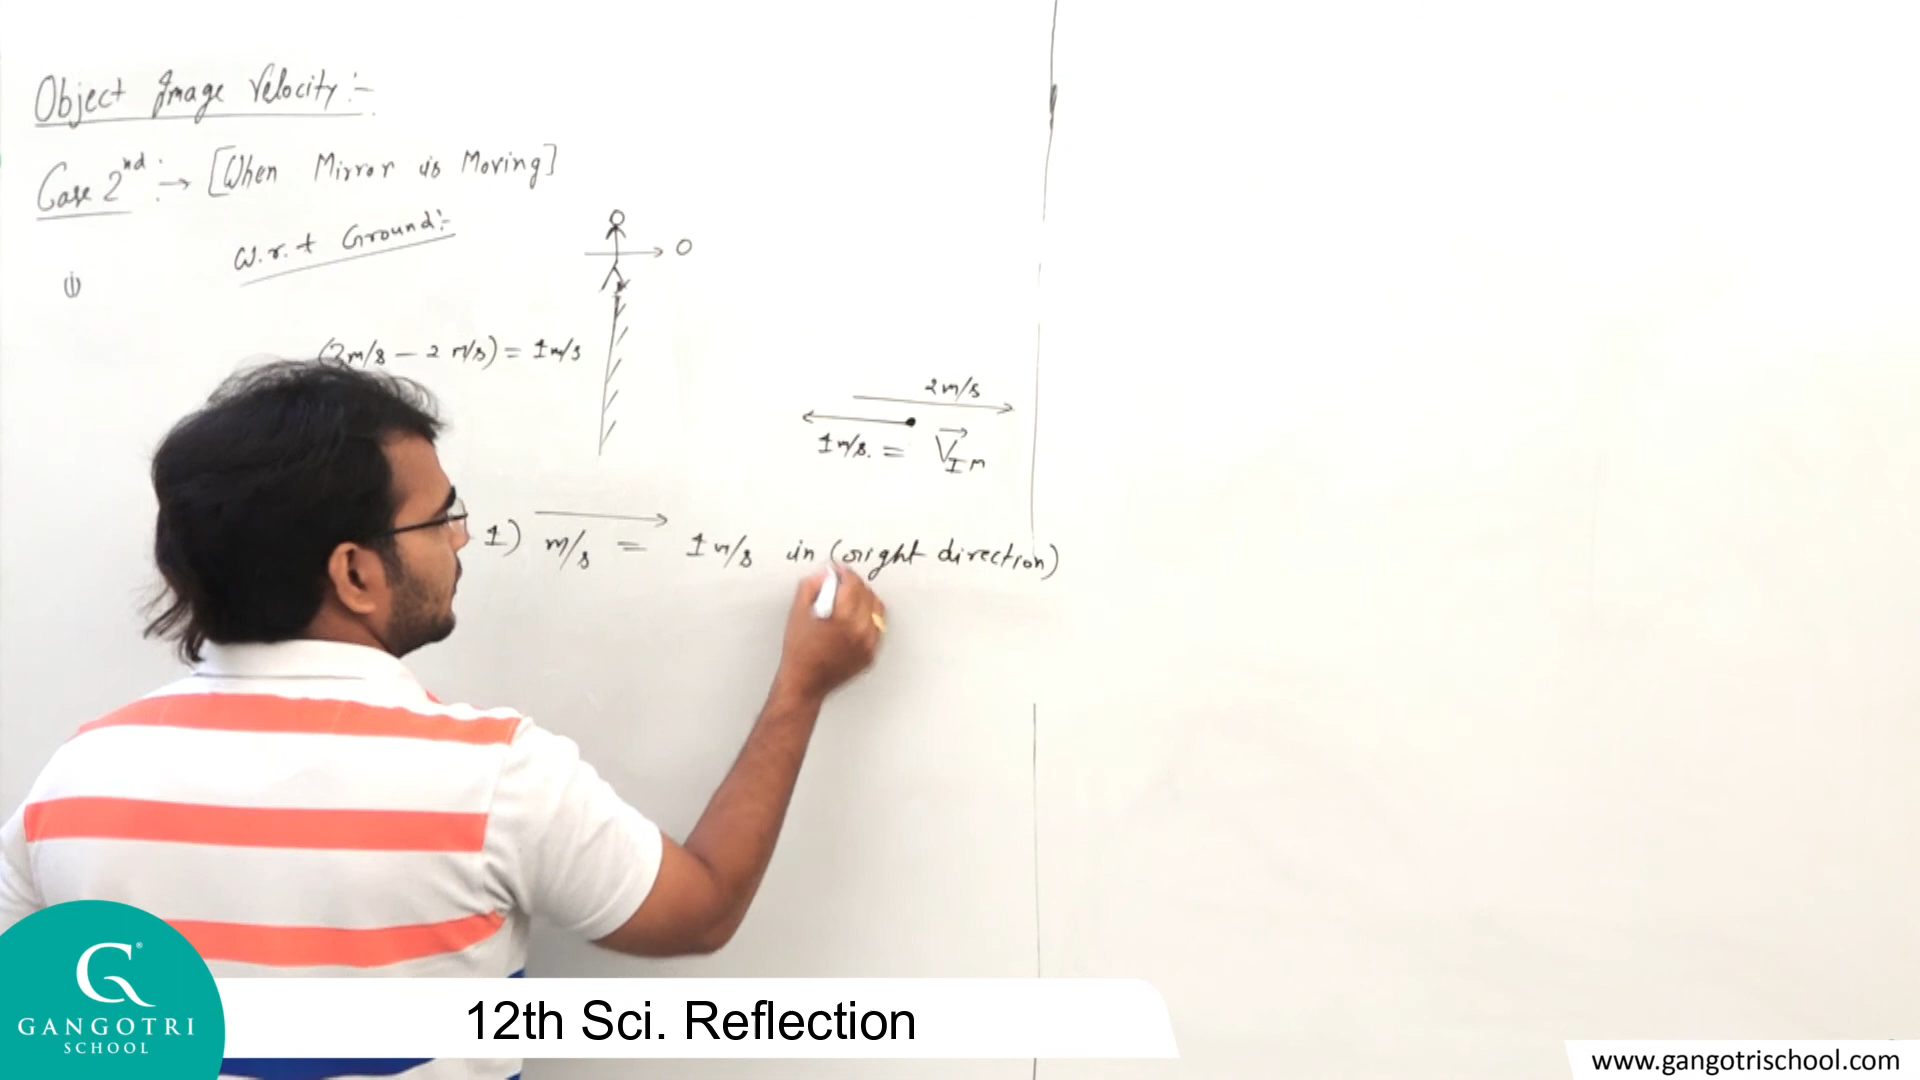 Object Image Velocity :-
Case 2nd :→ [When Mirror is Moving]
W.r.t Ground :-
(1)
O
(3m/s – 2 m/s) = 1m/s
2m/s
1m/s. = V⃗Im
1) m/s = 1m/s in (right direction)
GANGOTRI
SCHOOL
12th Sci. Reflection
www.gangotrischool.com